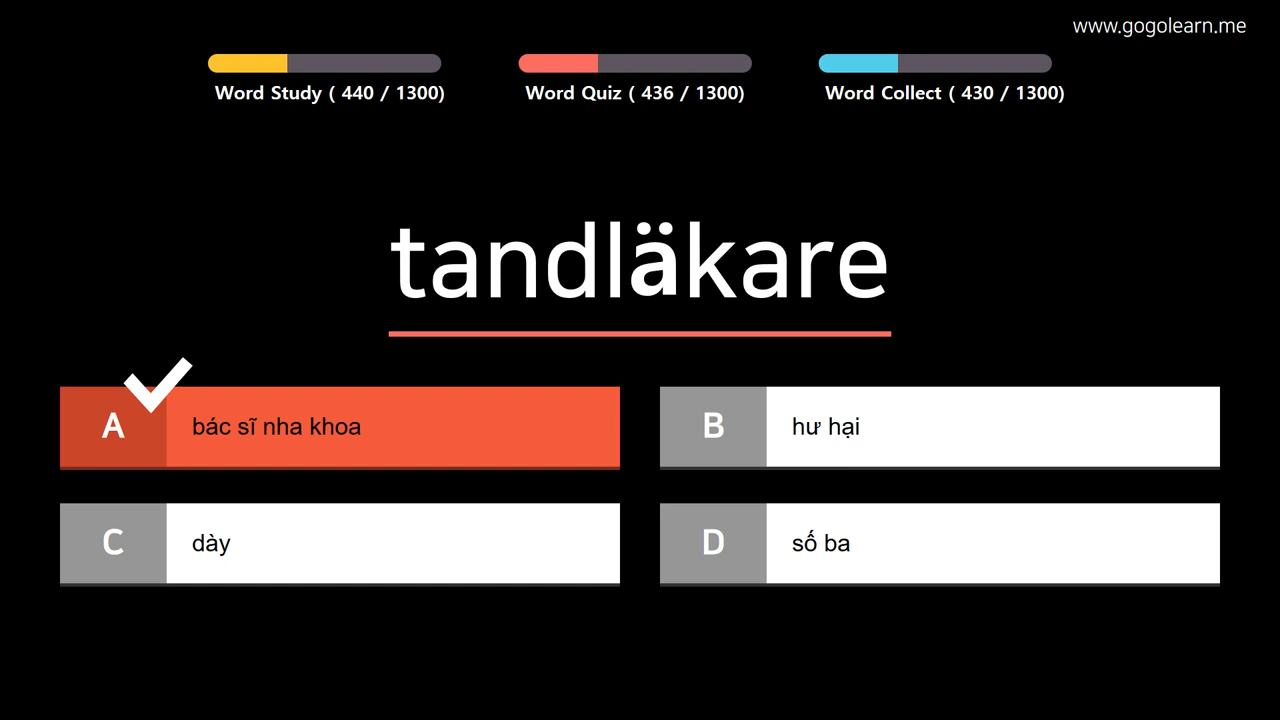 www.gogolearn.me
Word Study ( 440 / 1300)
Word Quiz ( 436 / 1300)
Word Collect ( 430 / 1300)
tandläkare
A bác sĩ nha khoa
B hư hại
C dày
D số ba